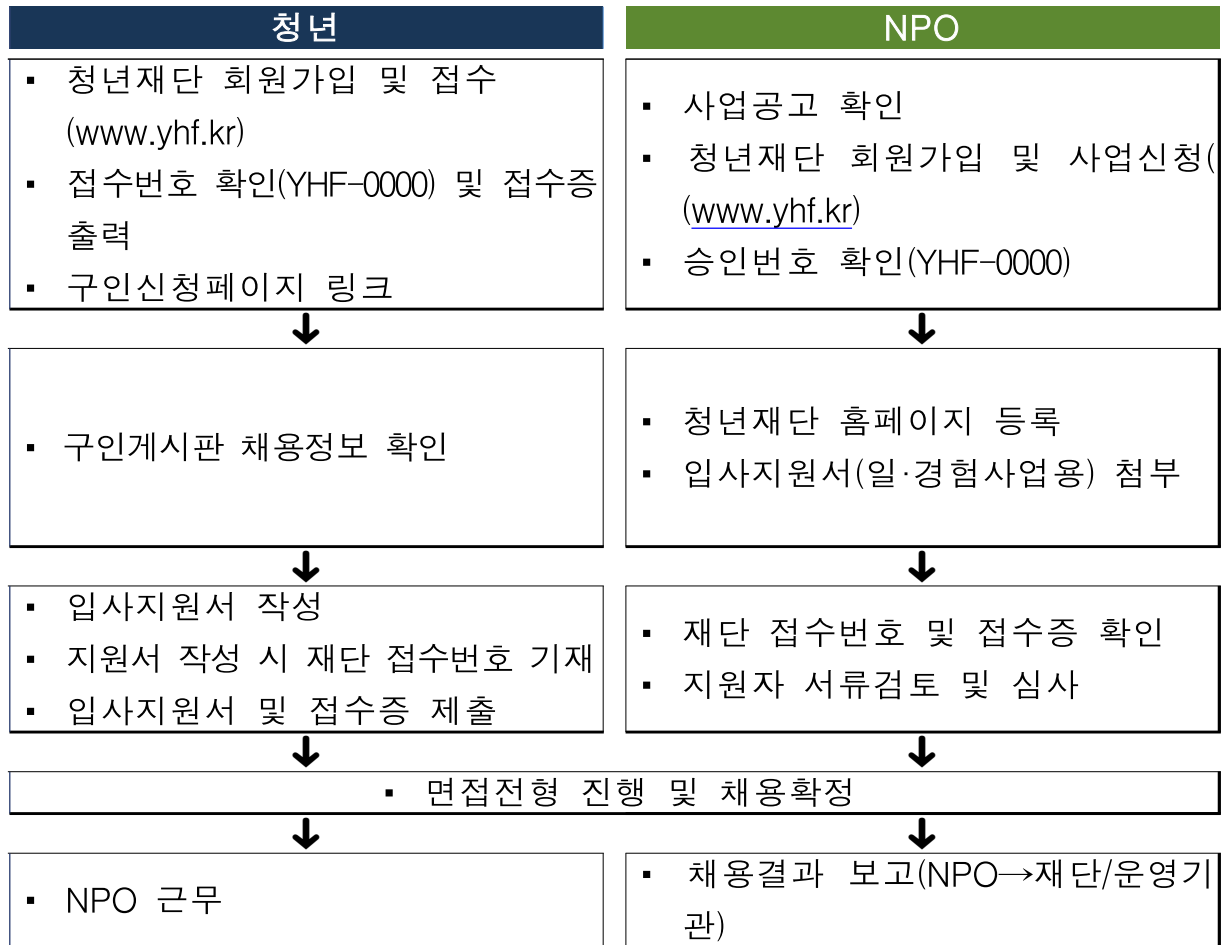 청년
▪ 청년재단 회원가입 및 접수
(www.yhf.kr)
▪ 접수번호 확인(YHF-0000) 및 접수증
출력
▪ 구인신청페이지 링크
NPO
▪ 사업공고 확인
▪ 청년재단 회원가입 및 사업신청(
(www.yhf.kr)
▪ 승인번호 확인(YHF-0000)
↓
↓
▪ 구인게시판 채용정보 확인
▪ 청년재단 홈페이지 등록
▪ 입사지원서(일·경험사업용) 첨부
↓
↓
▪ 입사지원서 작성
▪ 지원서 작성 시 재단 접수번호 기재
▪ 입사지원서 및 접수증 제출
▪ 재단 접수번호 및 접수증 확인
▪ 지원자 서류검토 및 심사
↓
↓
▪ 면접전형 진행 및 채용확정
↓
↓
▪ NPO 근무
▪ 채용결과 보고(NPO→재단/운영기
관)